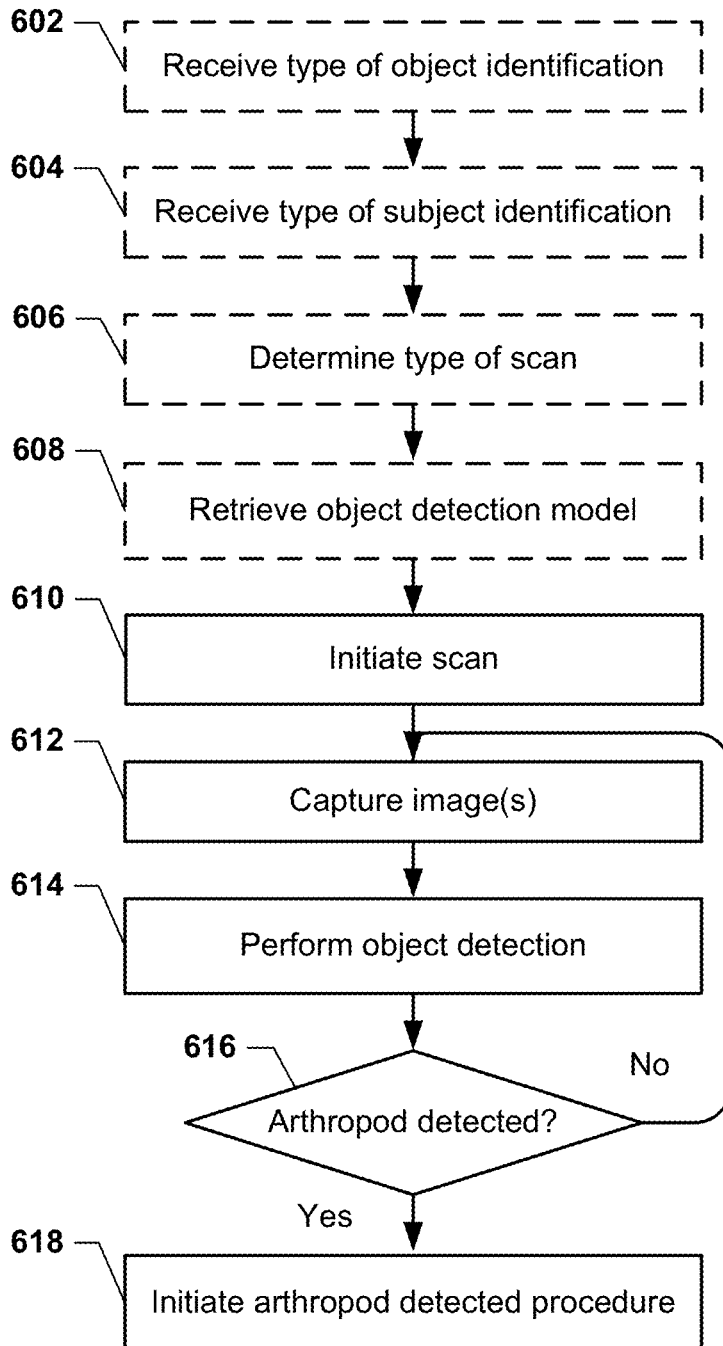 602
Receive type of object identification
604
Receive type of subject identification
606
Determine type of scan
608
Retrieve object detection model
610
Initiate scan
612
Capture image(s)
614
Perform object detection
616
No
Arthropod detected?
Yes
618
Initiate arthropod detected procedure